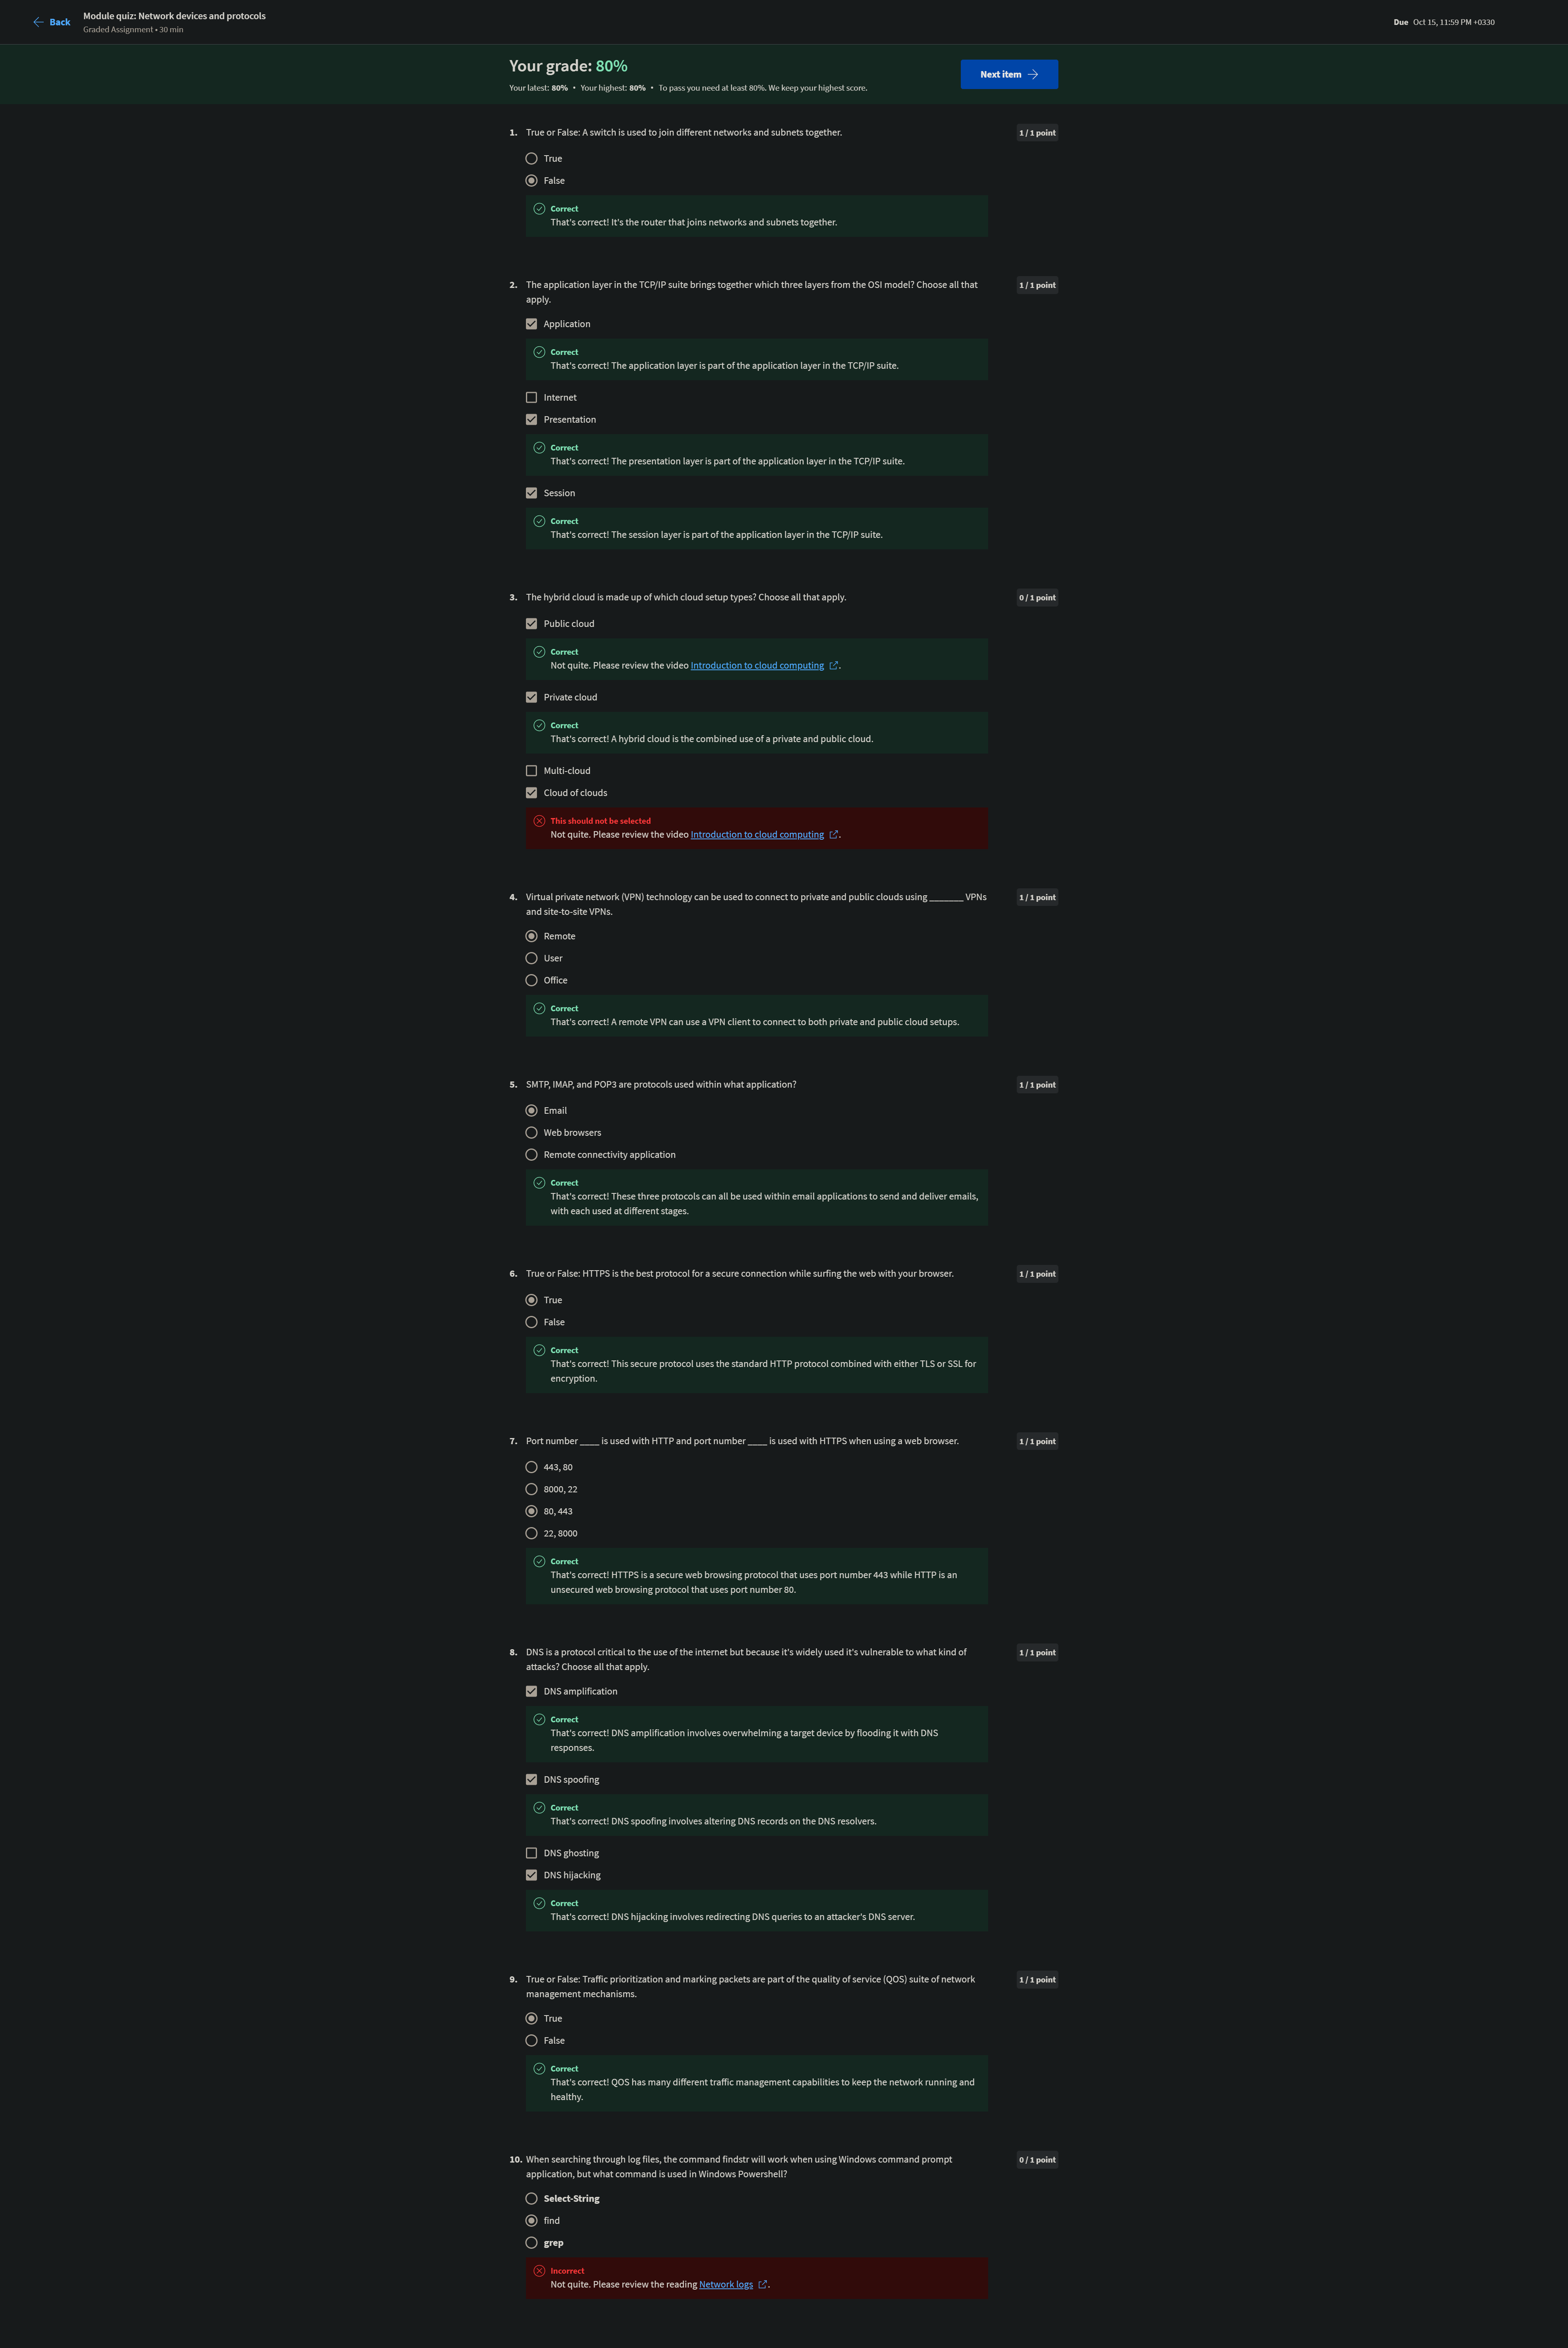 Back
Module quiz: Network devices and protocols
Graded Assignment • 30 min
Due Oct 15, 11:59 PM +0330
Your grade: 80%
Your latest: 80% • Your highest: 80% • To pass you need at least 80%. We keep your highest score.
Next item
1. True or False: A switch is used to join different networks and subnets together.
1 / 1 point
True
False
Correct
That's correct! It's the router that joins networks and subnets together.
2. The application layer in the TCP/IP suite brings together which three layers from the OSI model? Choose all that
apply.
1 / 1 point
Application
Correct
That's correct! The application layer is part of the application layer in the TCP/IP suite.
Internet
Presentation
Correct
That's correct! The presentation layer is part of the application layer in the TCP/IP suite.
Session
Correct
That's correct! The session layer is part of the application layer in the TCP/IP suite.
3. The hybrid cloud is made up of which cloud setup types? Choose all that apply.
0 / 1 point
Public cloud
Correct
Not quite. Please review the video Introduction to cloud computing .
Private cloud
Correct
That's correct! A hybrid cloud is the combined use of a private and public cloud.
Multi-cloud
Cloud of clouds
This should not be selected
Not quite. Please review the video Introduction to cloud computing .
4. Virtual private network (VPN) technology can be used to connect to private and public clouds using _______ VPNs
and site-to-site VPNs.
1 / 1 point
Remote
User
Office
Correct
That's correct! A remote VPN can use a VPN client to connect to both private and public cloud setups.
5. SMTP, IMAP, and POP3 are protocols used within what application?
1 / 1 point
Email
Web browsers
Remote connectivity application
Correct
That's correct! These three protocols can all be used within email applications to send and deliver emails,
with each used at different stages.
6. True or False: HTTPS is the best protocol for a secure connection while surfing the web with your browser.
1 / 1 point
True
False
Correct
That's correct! This secure protocol uses the standard HTTP protocol combined with either TLS or SSL for
encryption.
7. Port number ____ is used with HTTP and port number ____ is used with HTTPS when using a web browser.
1 / 1 point
443, 80
8000, 22
80, 443
22, 8000
Correct
That's correct! HTTPS is a secure web browsing protocol that uses port number 443 while HTTP is an
unsecured web browsing protocol that uses port number 80.
8. DNS is a protocol critical to the use of the internet but because it's widely used it's vulnerable to what kind of
attacks? Choose all that apply.
1 / 1 point
DNS amplification
Correct
That's correct! DNS amplification involves overwhelming a target device by flooding it with DNS
responses.
DNS spoofing
Correct
That's correct! DNS spoofing involves altering DNS records on the DNS resolvers.
DNS ghosting
DNS hijacking
Correct
That's correct! DNS hijacking involves redirecting DNS queries to an attacker's DNS server.
9. True or False: Traffic prioritization and marking packets are part of the quality of service (QOS) suite of network
management mechanisms.
1 / 1 point
True
False
Correct
That's correct! QOS has many different traffic management capabilities to keep the network running and
healthy.
10. When searching through log files, the command findstr will work when using Windows command prompt
application, but what command is used in Windows Powershell?
0 / 1 point
Select-String
find
grep
Incorrect
Not quite. Please review the reading Network logs .